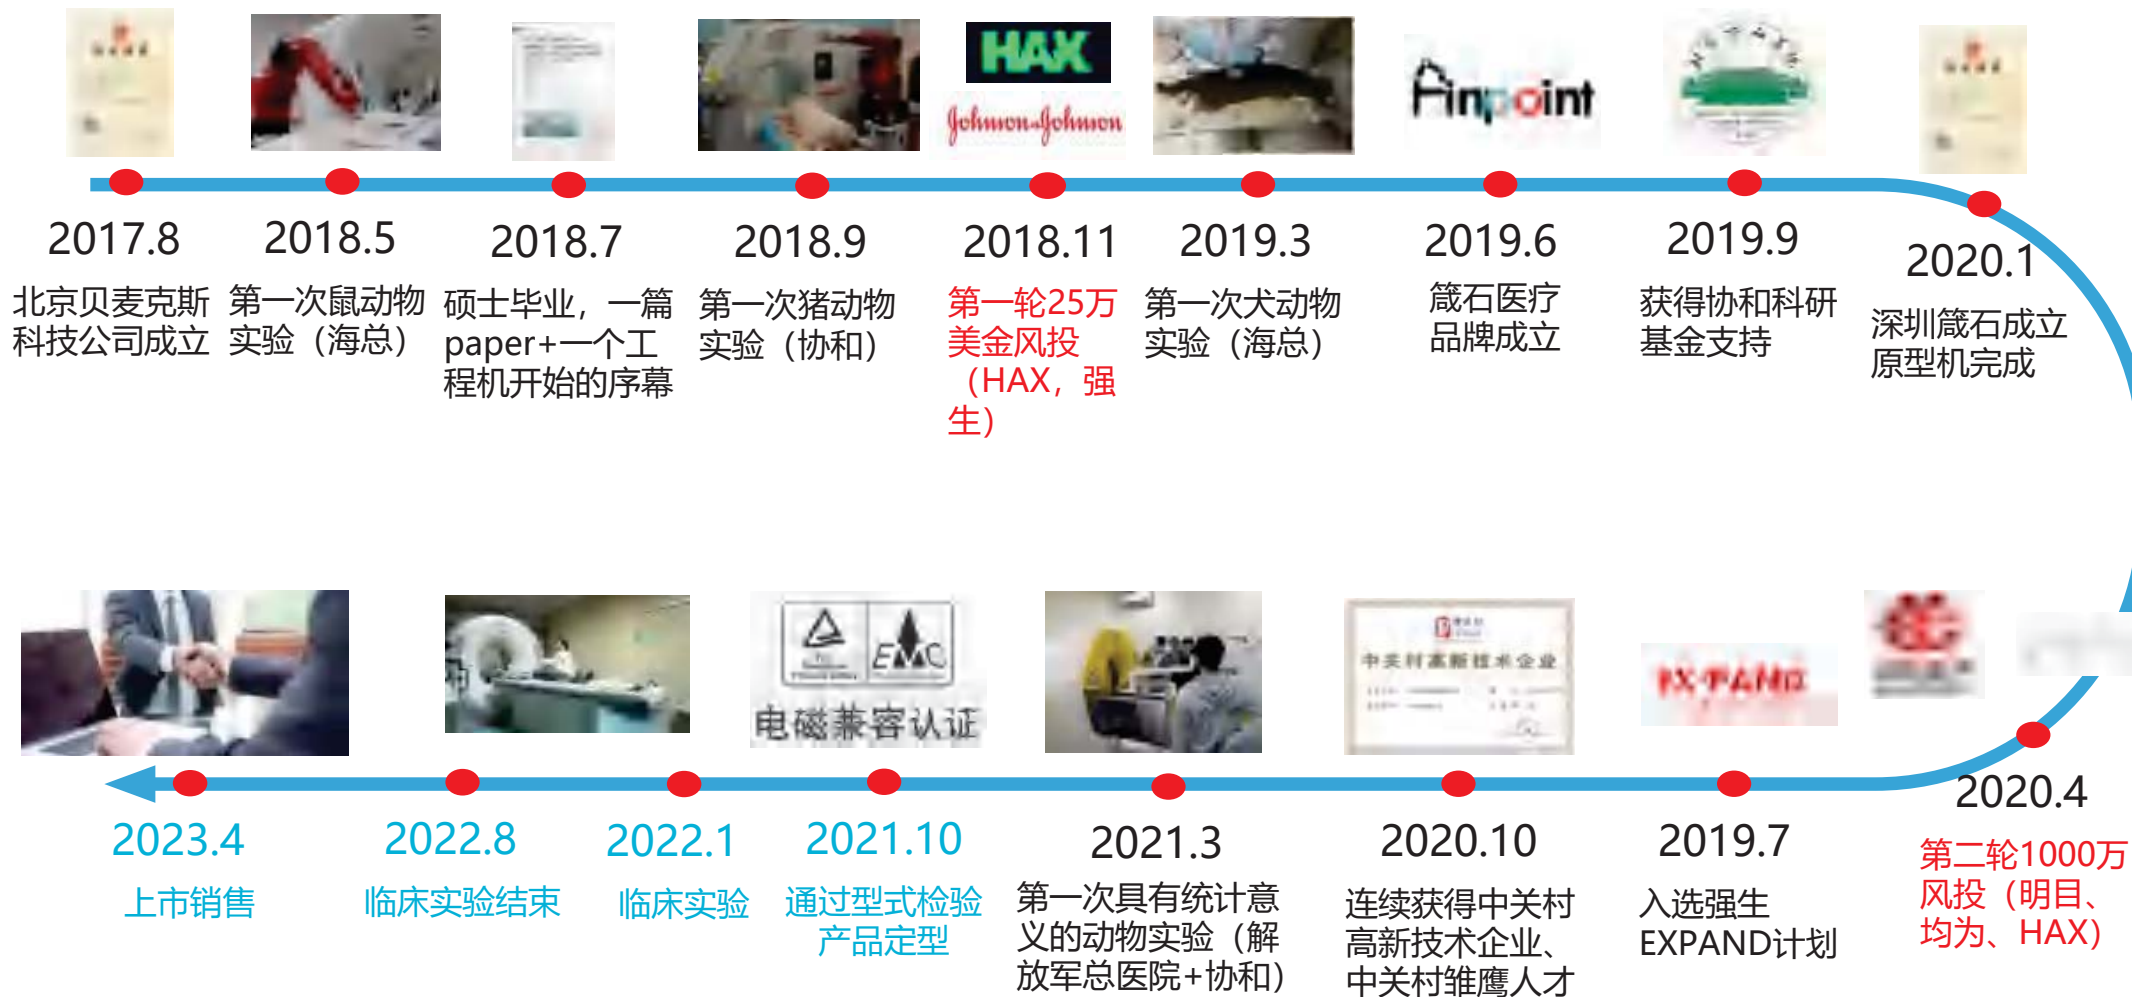 HAX
Johnson&Johnson
Pinpoint
2017.8
北京贝麦克斯
科技公司成立
2018.5
第一次鼠动物
实验（海总）
2018.7
硕士毕业，一篇
paper+一个工
程机开始的序幕
2018.9
第一次猪动物
实验（协和）
2018.11
第一轮25万
美金风投
（HAX，强
生）
2019.3
第一次犬动物
实验（海总）
2019.6
箴石医疗
品牌成立
2019.9
获得协和科研
基金支持
2020.1
深圳箴石成立
原型机完成
EMC
电磁兼容认证
中关村高新技术企业
2023.4
上市销售
2022.8
临床实验结束
2022.1
临床实验
2021.10
通过型式检验
产品定型
2021.3
第一次具有统计意
义的动物实验（解
放军总医院+协和）
2020.10
连续获得中关村
高新技术企业、
中关村雏鹰人才
2019.7
入选强生
EXPAND计划
2020.4
第二轮1000万
风投（明目、
均为、HAX）